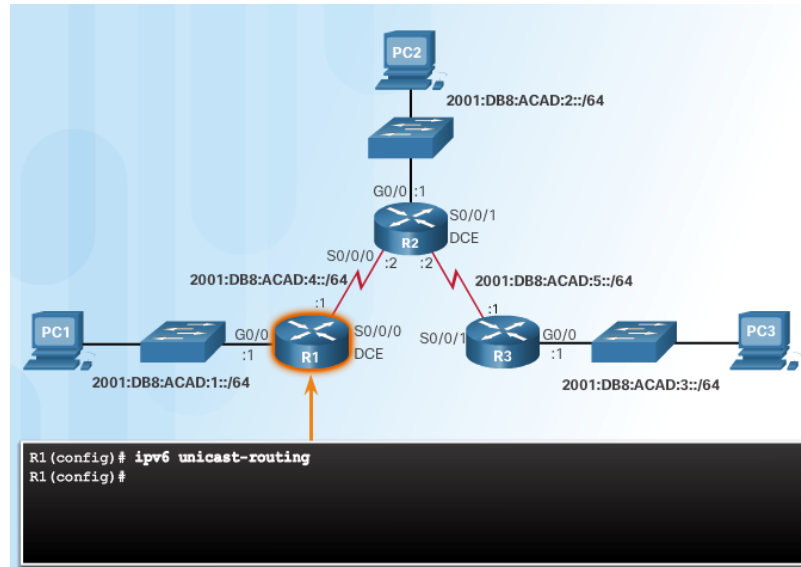 PC2
2001:DB8:ACAD:2::/64
G0/0 :1
S0/0/1
R2
DCE
S0/0/0
:2
:2
2001:DB8:ACAD:4::/64
2001:DB8:ACAD:5::/64
:1
:1
PC1
G0/0
S0/0/0
S0/0/1
G0/0
PC3
:1
R1
DCE
R3
:1
2001:DB8:ACAD:1::/64
2001:DB8:ACAD:3::/64
R1(config)# ipv6 unicast-routing
R1(config)#